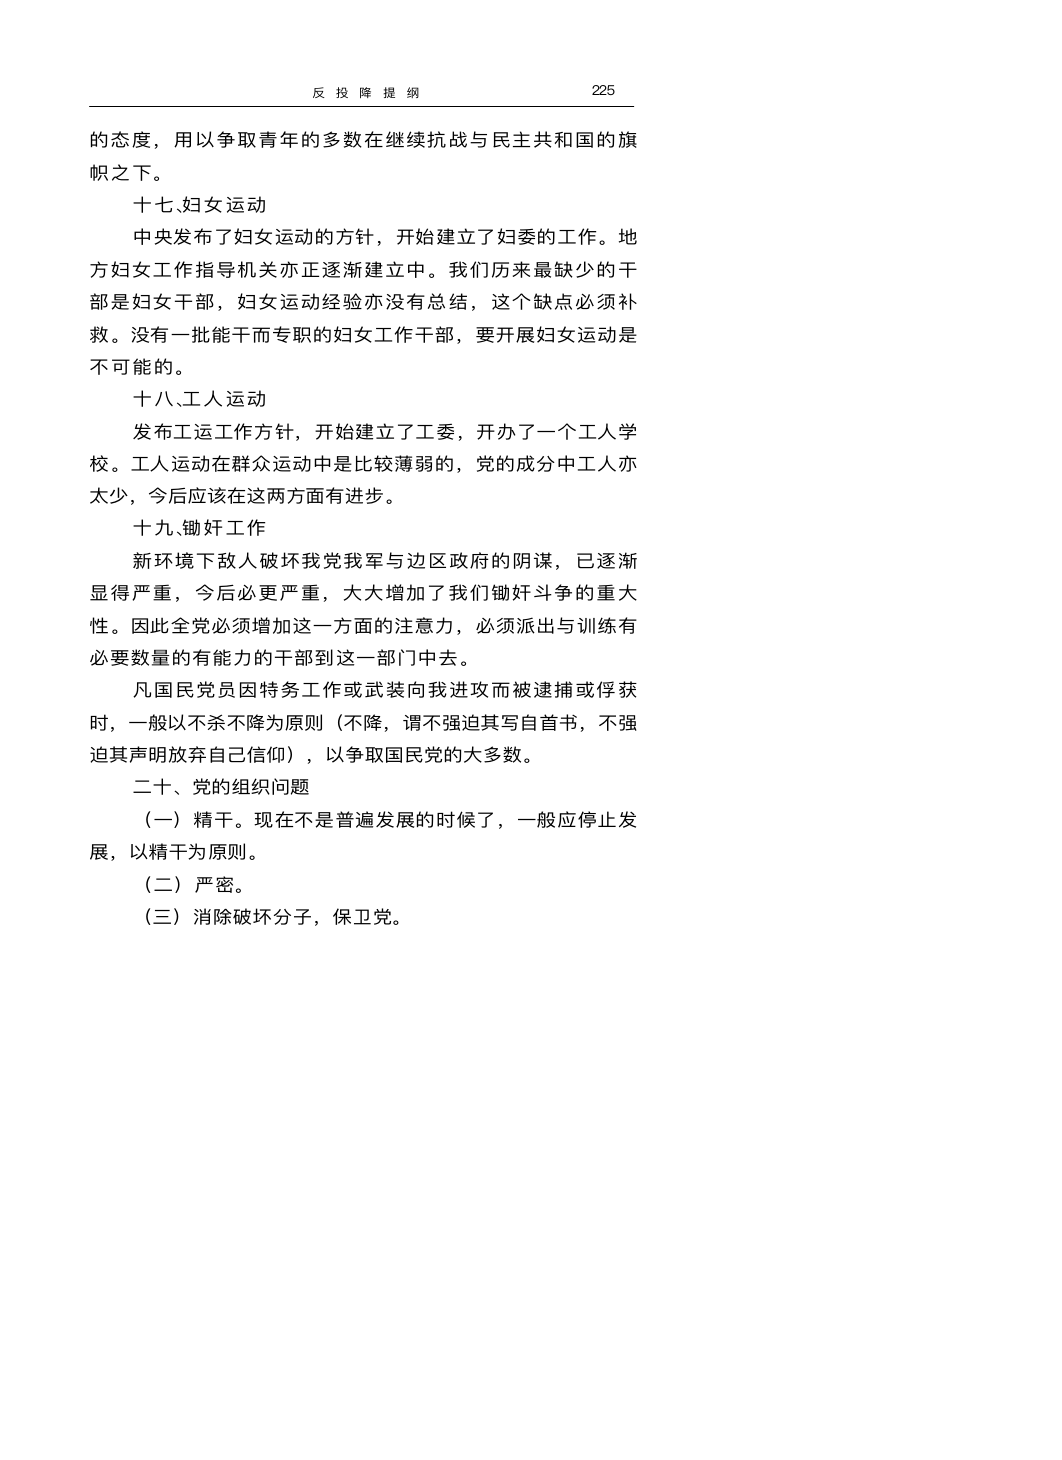 反投降提纲 225
的态度，用以争取青年的多数在继续抗战与民主共和国的旗
帜之下。
十七、妇女运动
中央发布了妇女运动的方针，开始建立了妇委的工作。地
方妇女工作指导机关亦正逐渐建立中。我们历来最缺少的干
部是妇女干部，妇女运动经验亦没有总结，这个缺点必须补
救。没有一批能干而专职的妇女工作干部，要开展妇女运动是
不可能的。
十八、工人运动
发布工运工作方针，开始建立了工委，开办了一个工人学
校。工人运动在群众运动中是比较薄弱的，党的成分中工人亦
太少，今后应该在这两方面有进步。
十九、锄奸工作
新环境下敌人破坏我党我军与边区政府的阴谋，已逐渐
显得严重，今后必更严重，大大增加了我们锄奸斗争的重大
性。因此全党必须增加这一方面的注意力，必须派出与训练有
必要数量的有能力的干部到这一部门中去。
凡国民党员因特务工作或武装向我进攻而被逮捕或俘获
时，一般以不杀不降为原则（不降，谓不强迫其写自首书，不强
迫其声明放弃自己信仰），以争取国民党的大多数。
二十、党的组织问题
（一）精干。现在不是普遍发展的时候了，一般应停止发
展，以精干为原则。
（二）严密。
（三）消除破坏分子，保卫党。